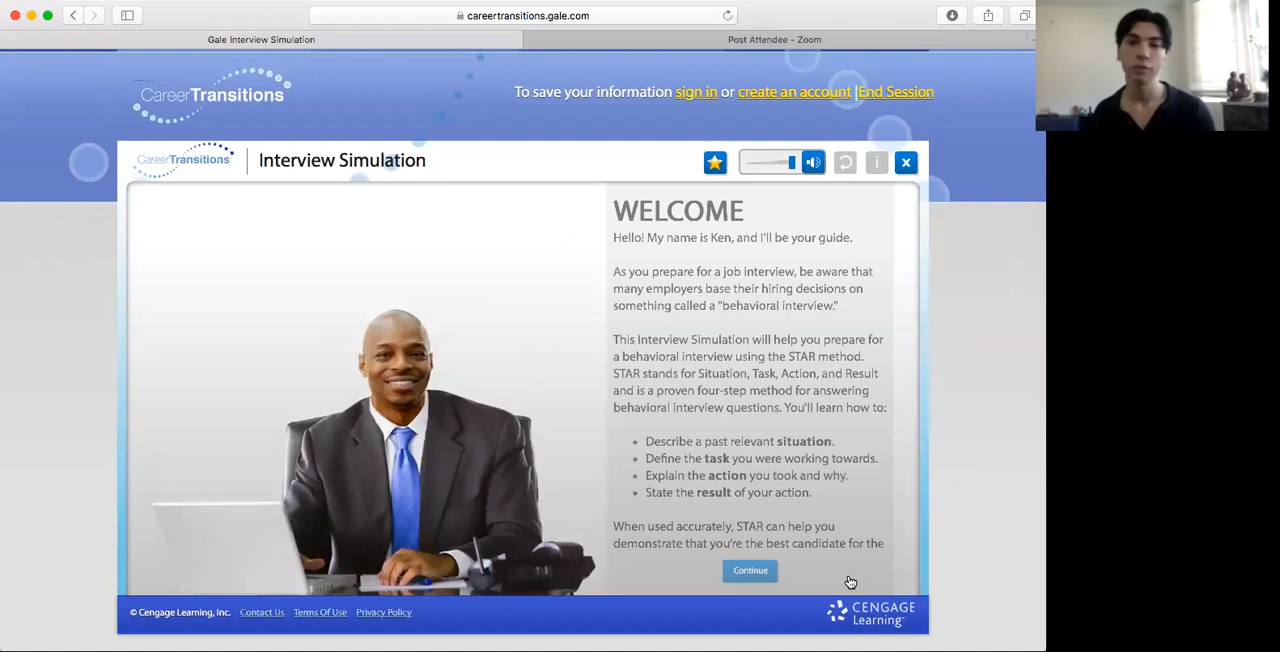 careertransitions.gale.com
Gale Interview Simulation
Post Attendee - Zoom
CareerTransitions
To save your information sign in or create an account |End Session
CareerTransitions
Interview Simulation
WELCOME
Hello! My name is Ken, and I'll be your guide.
As you prepare for a job interview, be aware that
many employers base their hiring decisions on
something called a "behavioral interview."
This Interview Simulation will help you prepare for
a behavioral interview using the STAR method.
STAR stands for Situation, Task, Action, and Result
and is a proven four-step method for answering
behavioral interview questions. You'll learn how to:
• Describe a past relevant situation.
• Define the task you were working towards.
• Explain the action you took and why.
• State the result of your action.
When used accurately, STAR can help you
demonstrate that you're the best candidate for the
Continue
© Cengage Learning, Inc. Contact Us Terms Of Use Privacy Policy
CENGAGE
Learning™